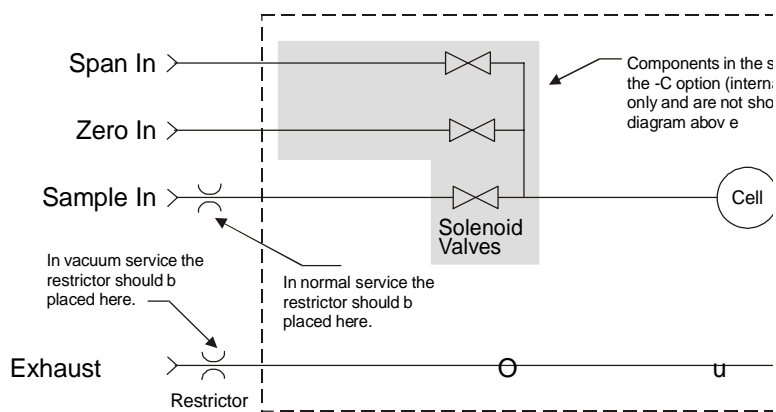 Span In
Components in the s
the -C option (interna
only and are not sho
diagram abov e
Zero In
Sample In
Cell
Solenoid
Valves
In vacuum service the
restrictor should b
placed here.
In normal service the
restrictor should b
placed here.
Exhaust
O
u
Restrictor